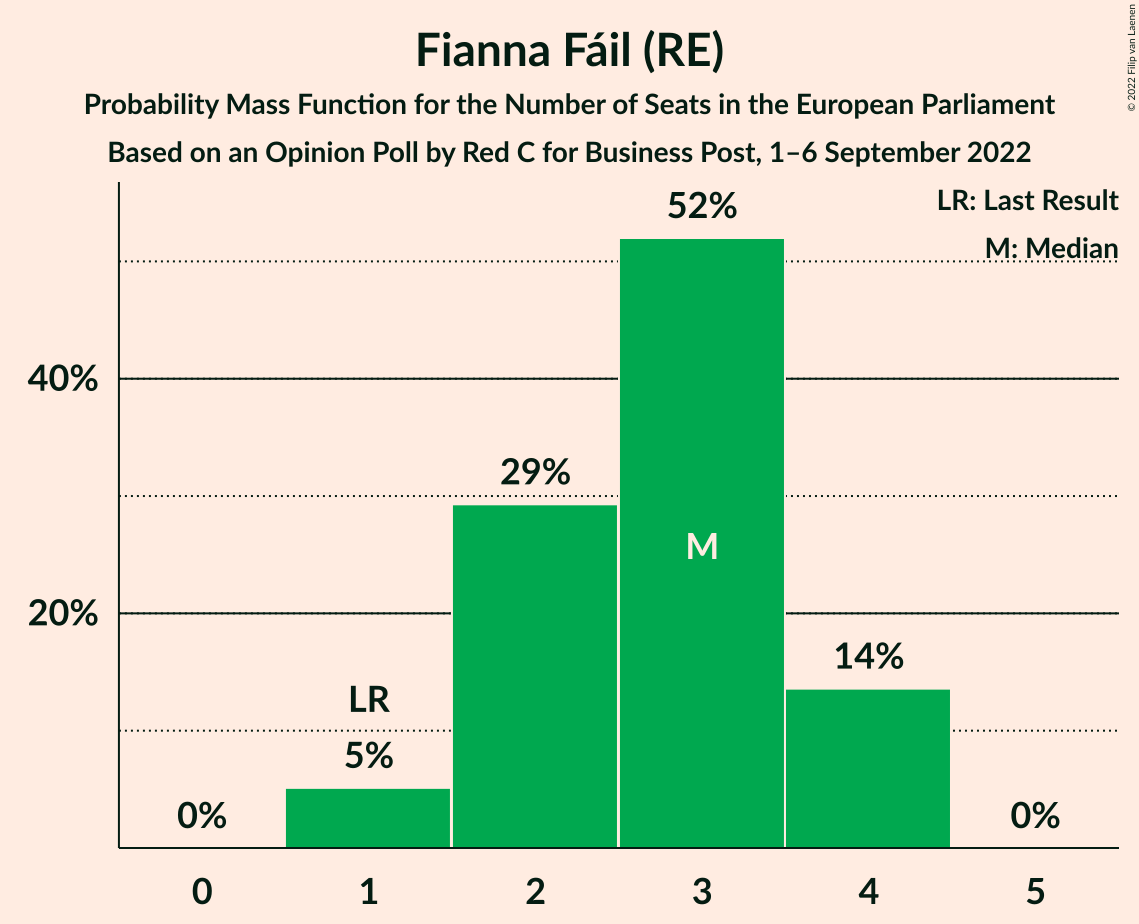 Fianna Fáil (RE)
Probability Mass Function for the Number of Seats in the European Parliament
Based on an Opinion Poll by Red C for Business Post, 1–6 September 2022
© 2022 Filip van Laenen
LR: Last Result
M: Median
52%
40%
29%
M
20%
14%
LR
5%
0%
0%
0 1 2 3 4 5